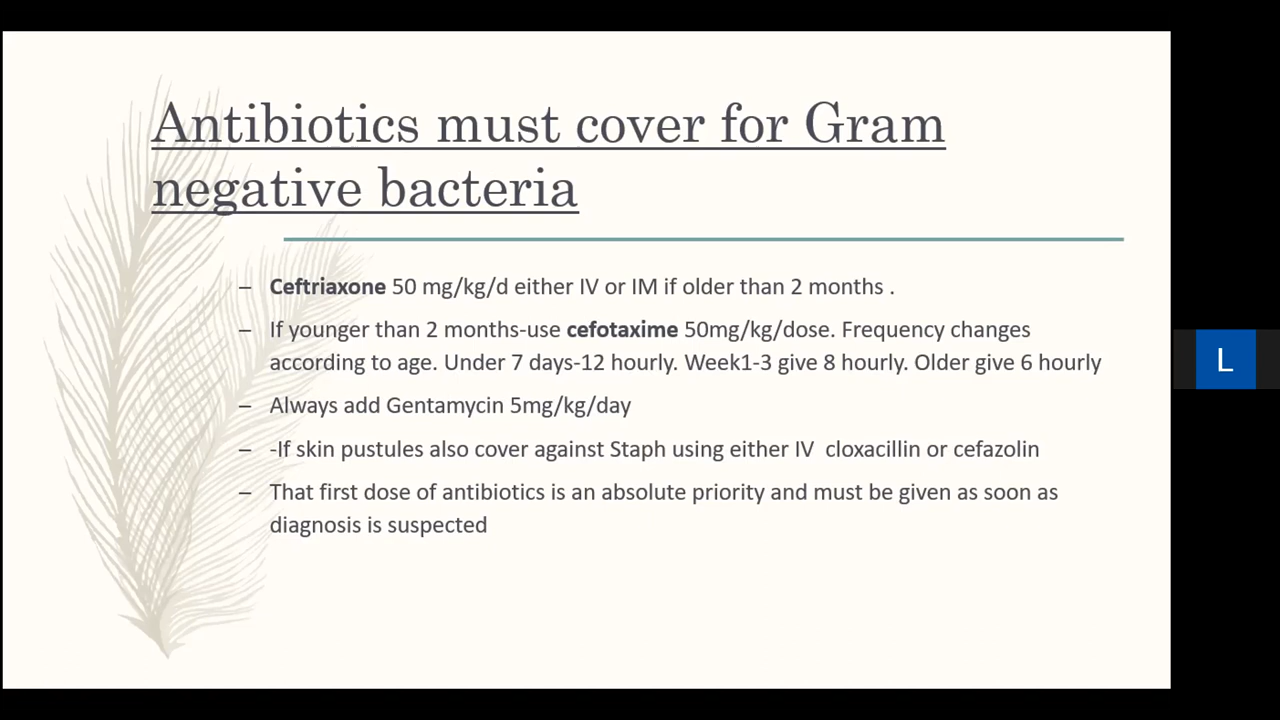 Antibiotics must cover for Gram
negative bacteria
– Ceftriaxone 50 mg/kg/d either IV or IM if older than 2 months .
– If younger than 2 months-use cefotaxime 50mg/kg/dose. Frequency changes
according to age. Under 7 days-12 hourly. Week1-3 give 8 hourly. Older give 6 hourly
– Always add Gentamycin 5mg/kg/day
– -If skin pustules also cover against Staph using either IV  cloxacillin or cefazolin
– That first dose of antibiotics is an absolute priority and must be given as soon as
diagnosis is suspected
L